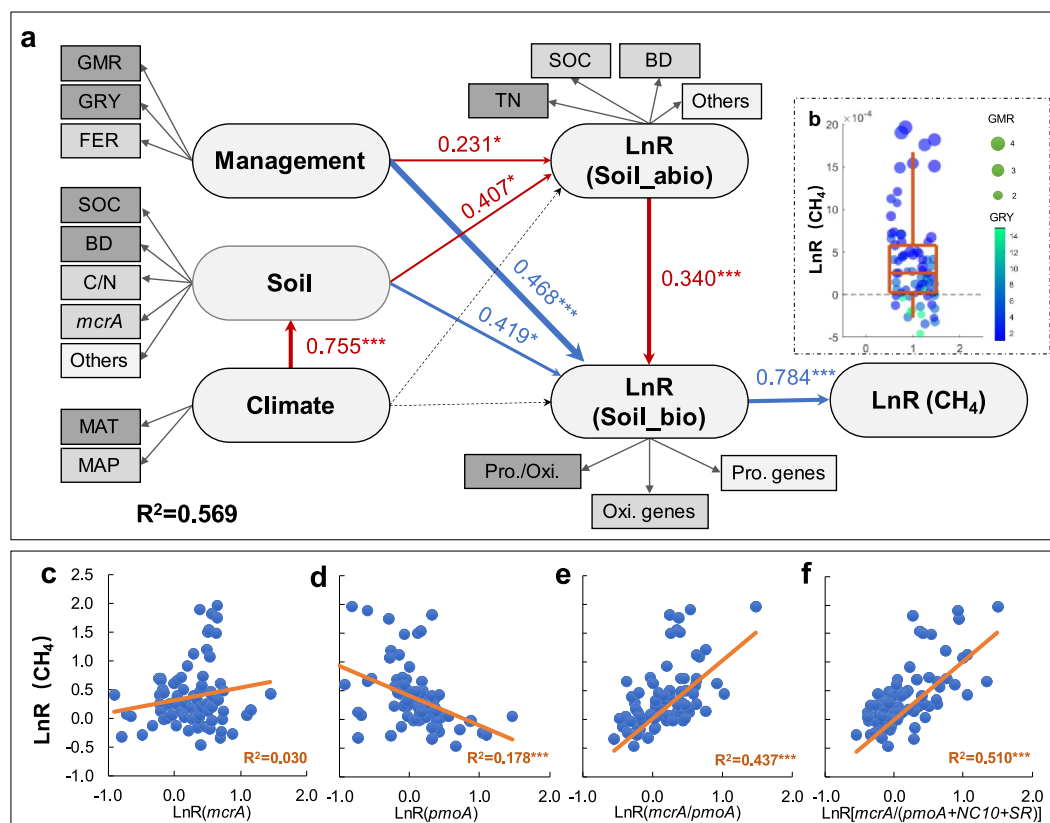 a
GMR
GRY
FER
SOC
BD
C/N
mcrA
Others
MAT
MAP
Management
Soil
Climate
R²=0.569
SOC
BD
TN
Others
LnR
(Soil_abio)
0.231*
0.407*
0.468***
0.419*
0.755***
0.340***
LnR
(Soil_bio)
0.784***
LnR (CH₄)
Pro./Oxi.
Oxi. genes
Pro. genes
b
×10⁻⁴
20
15
10
5
0
-5
LnR (CH₄)
0 1 2
GMR
4
3
2
GRY
14
12
10
8
6
4
2
c
d
e
f
LnR (CH₄)
2.5
2.0
1.5
1.0
0.5
0.0
-0.5
-1.0
R²=0.030
R²=0.178***
R²=0.437***
R²=0.510***
-1.0 0.0 1.0 2.0
-1.0 0.0 1.0 2.0
-1.0 0.0 1.0 2.0
-1.0 0.0 1.0 2.0
LnR(mcrA)
LnR(pmoA)
LnR(mcrA/pmoA)
LnR[mcrA/(pmoA+NC10+SR)]